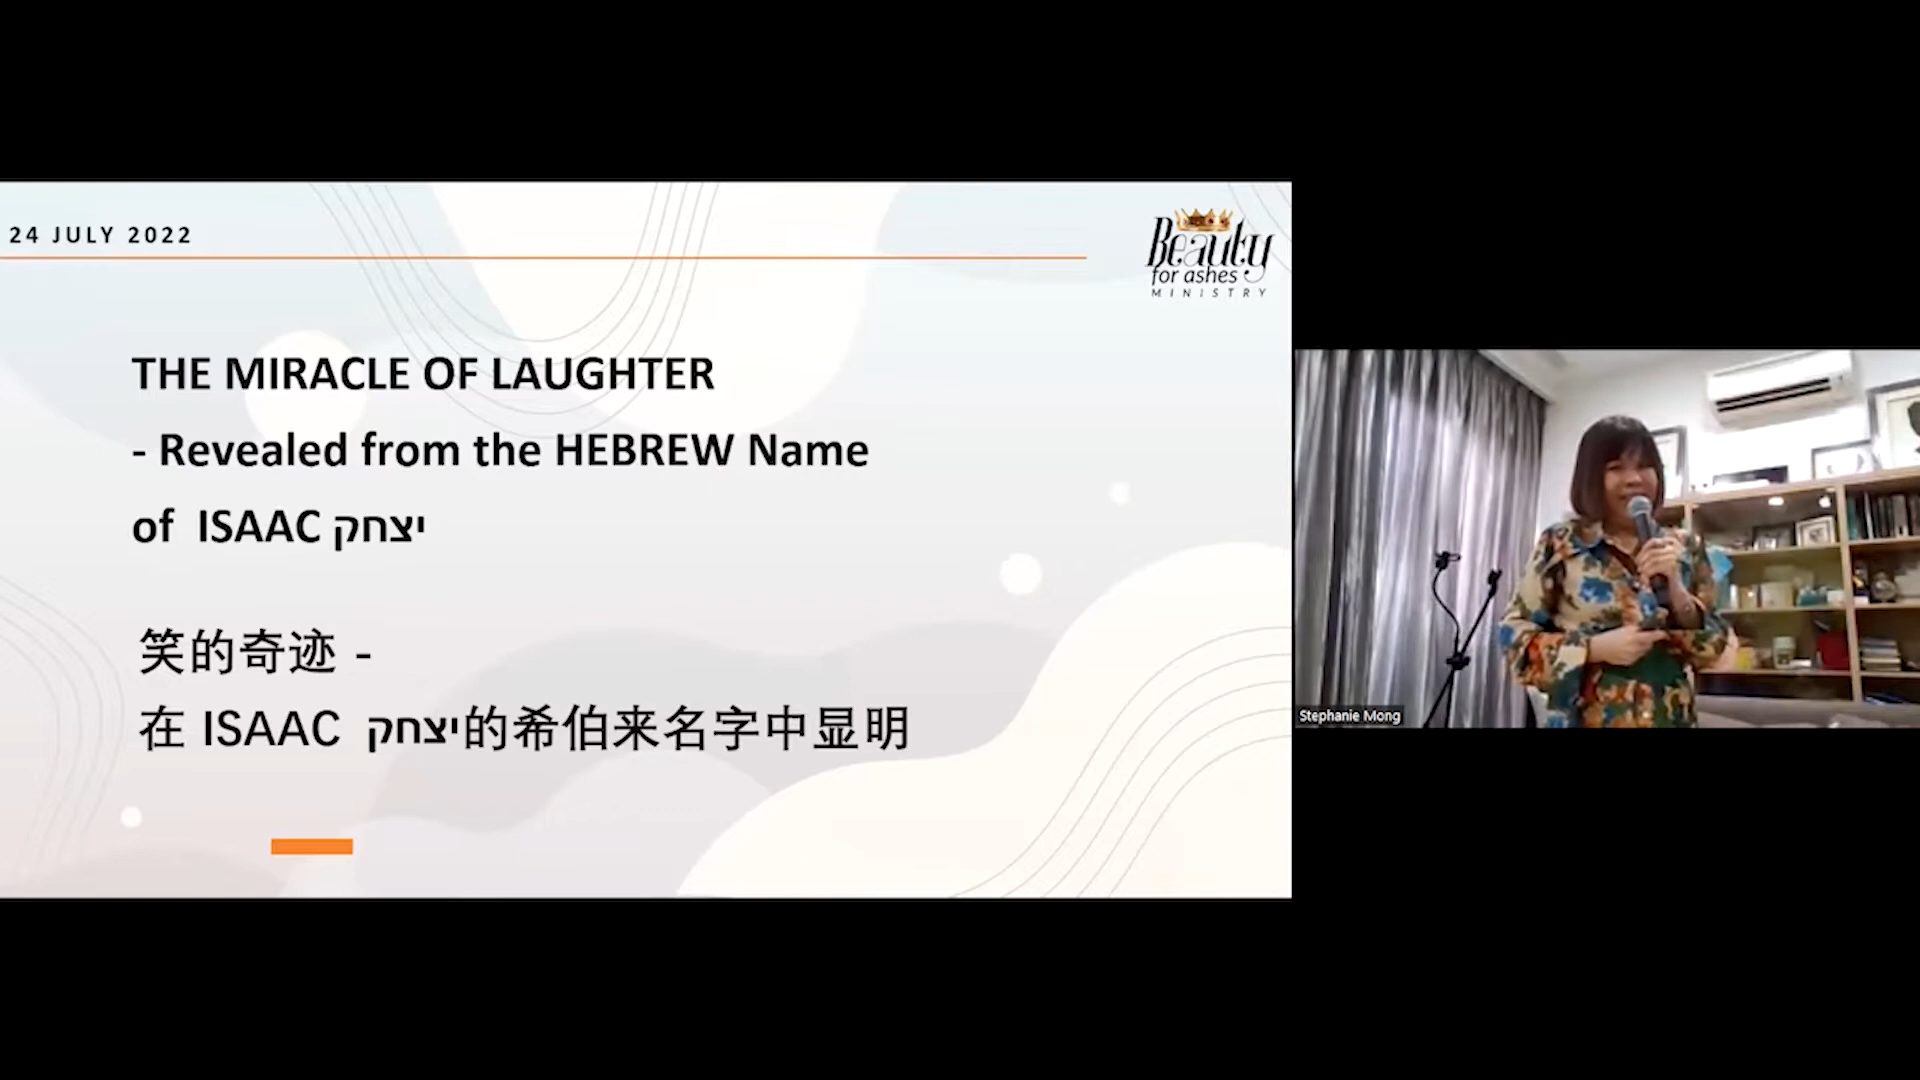 24 JULY 2022
Beauty
for ashes
MINISTRY
THE MIRACLE OF LAUGHTER
- Revealed from the HEBREW Name
of ISAAC יצחק
笑的奇迹 -
在 ISAAC יצחק的希伯来名字中显明
Stephanie Mong